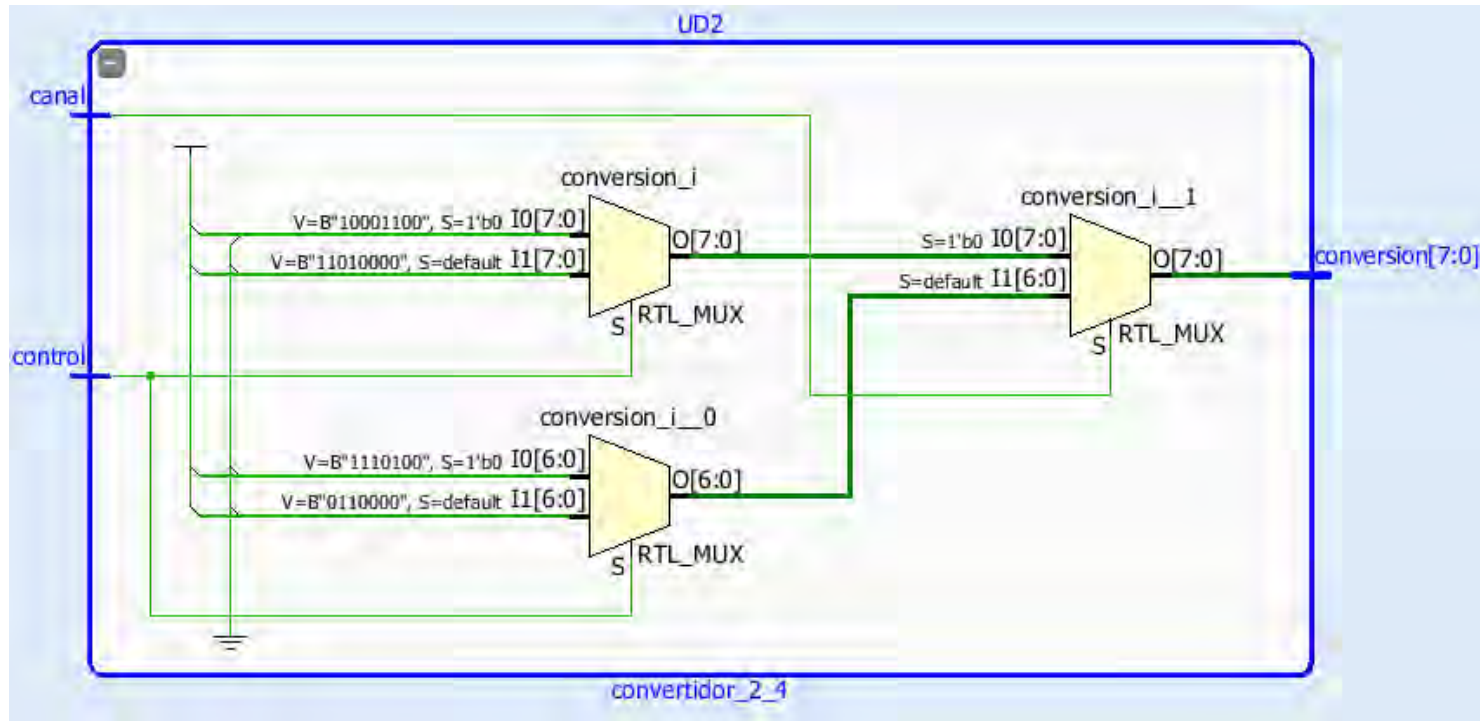 UD2
canal
conversion_i
V=B"10001100", S=1'b0 I0[7:0]
V=B"11010000", S=default I1[7:0]
O[7:0]
S RTL_MUX
conversion_i__1
S=1'b0 I0[7:0]
S=default I1[6:0]
O[7:0]
S RTL_MUX
conversion[7:0]
control
conversion_i__0
V=B"1110100", S=1'b0 I0[6:0]
V=B"0110000", S=default I1[6:0]
O[6:0]
S RTL_MUX
convertidor_2_4